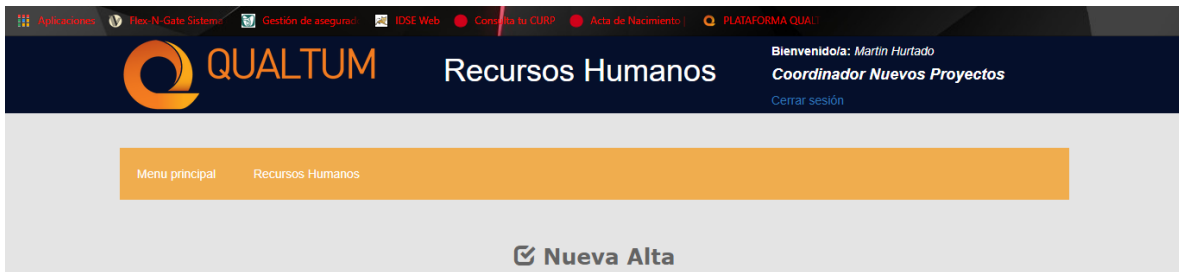 Aplicaciones Flex-N-Gate Sistema Gestión de asegurad IDSE Web Consulta tu CURP Acta de Nacimiento | PLATAFORMA QUALT
QUALTUM
Recursos Humanos
Bienvenido/a: Martin Hurtado
Coordinador Nuevos Proyectos
Cerrar sesión
Menu principal Recursos Humanos
Nueva Alta